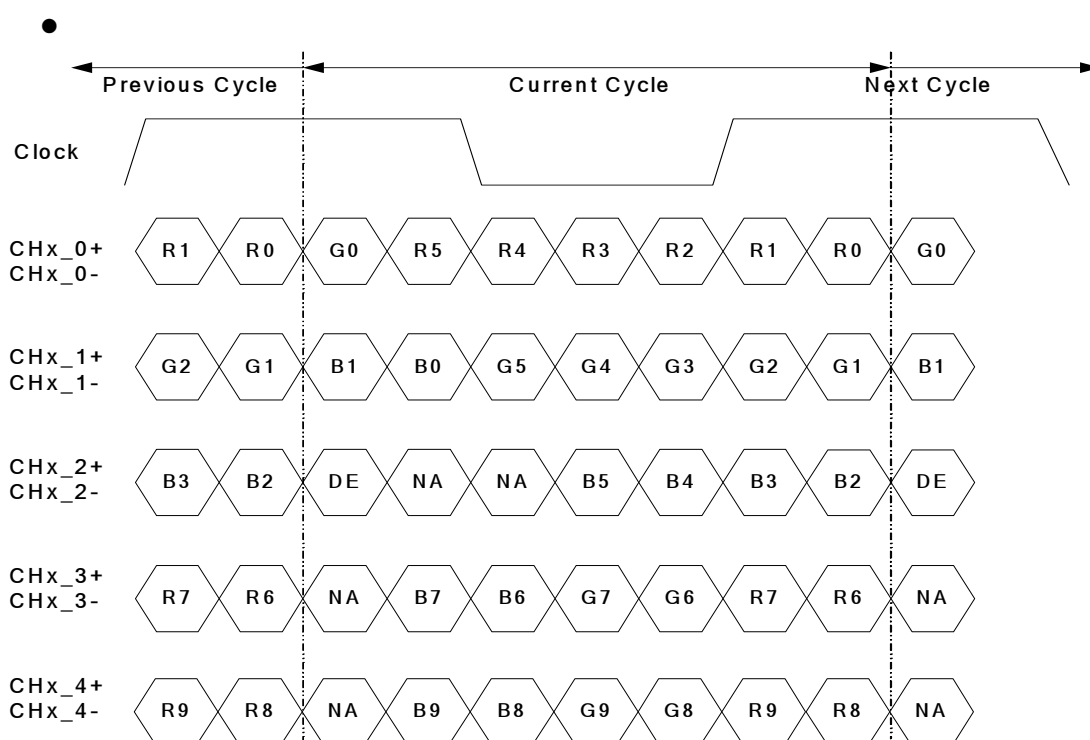 Previous Cycle Current Cycle Next Cycle
Clock
CHx_0+
CHx_0-
R1 R0 G0 R5 R4 R3 R2 R1 R0 G0
CHx_1+
CHx_1-
G2 G1 B1 B0 G5 G4 G3 G2 G1 B1
CHx_2+
CHx_2-
B3 B2 DE NA NA B5 B4 B3 B2 DE
CHx_3+
CHx_3-
R7 R6 NA B7 B6 G7 G6 R7 R6 NA
CHx_4+
CHx_4-
R9 R8 NA B9 B8 G9 G8 R9 R8 NA